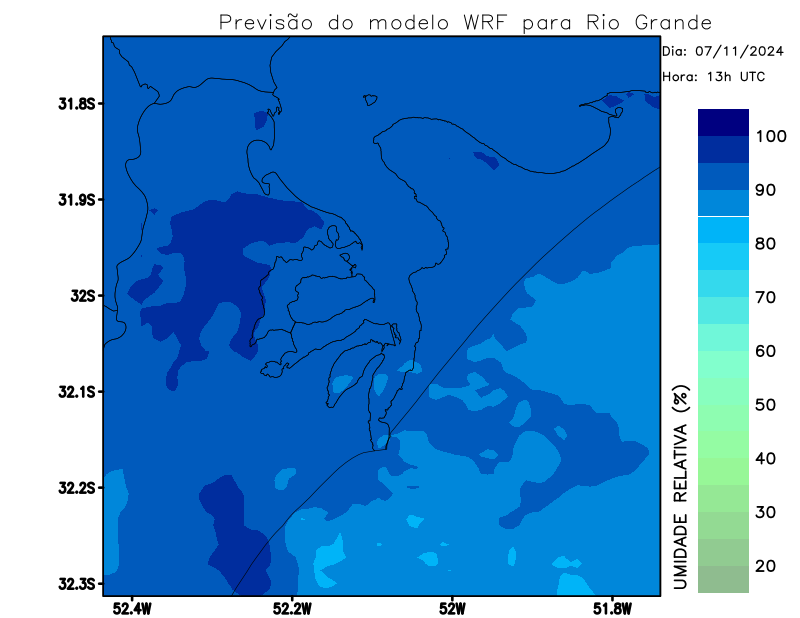 Previsão do modelo WRF para Rio Grande
Dia: 07/11/2024
Hora: 13h UTC
31.8S
31.9S
32S
32.1S
32.2S
32.3S
52.4W 52.2W 52W 51.8W
100
90
80
70
60
50
40
30
20
UMIDADE RELATIVA (%)